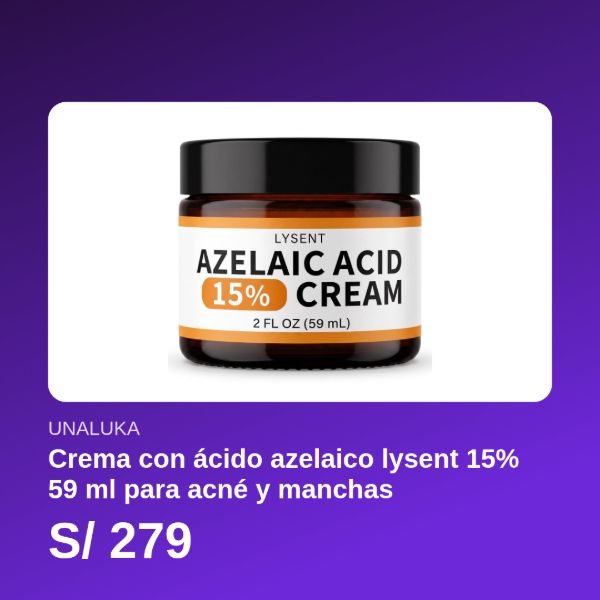 LYSENT
AZELAIC ACID
15% CREAM
2 FL OZ (59 mL)
UNALUKA
Crema con ácido azelaico lysent 15%
59 ml para acné y manchas
S/ 279